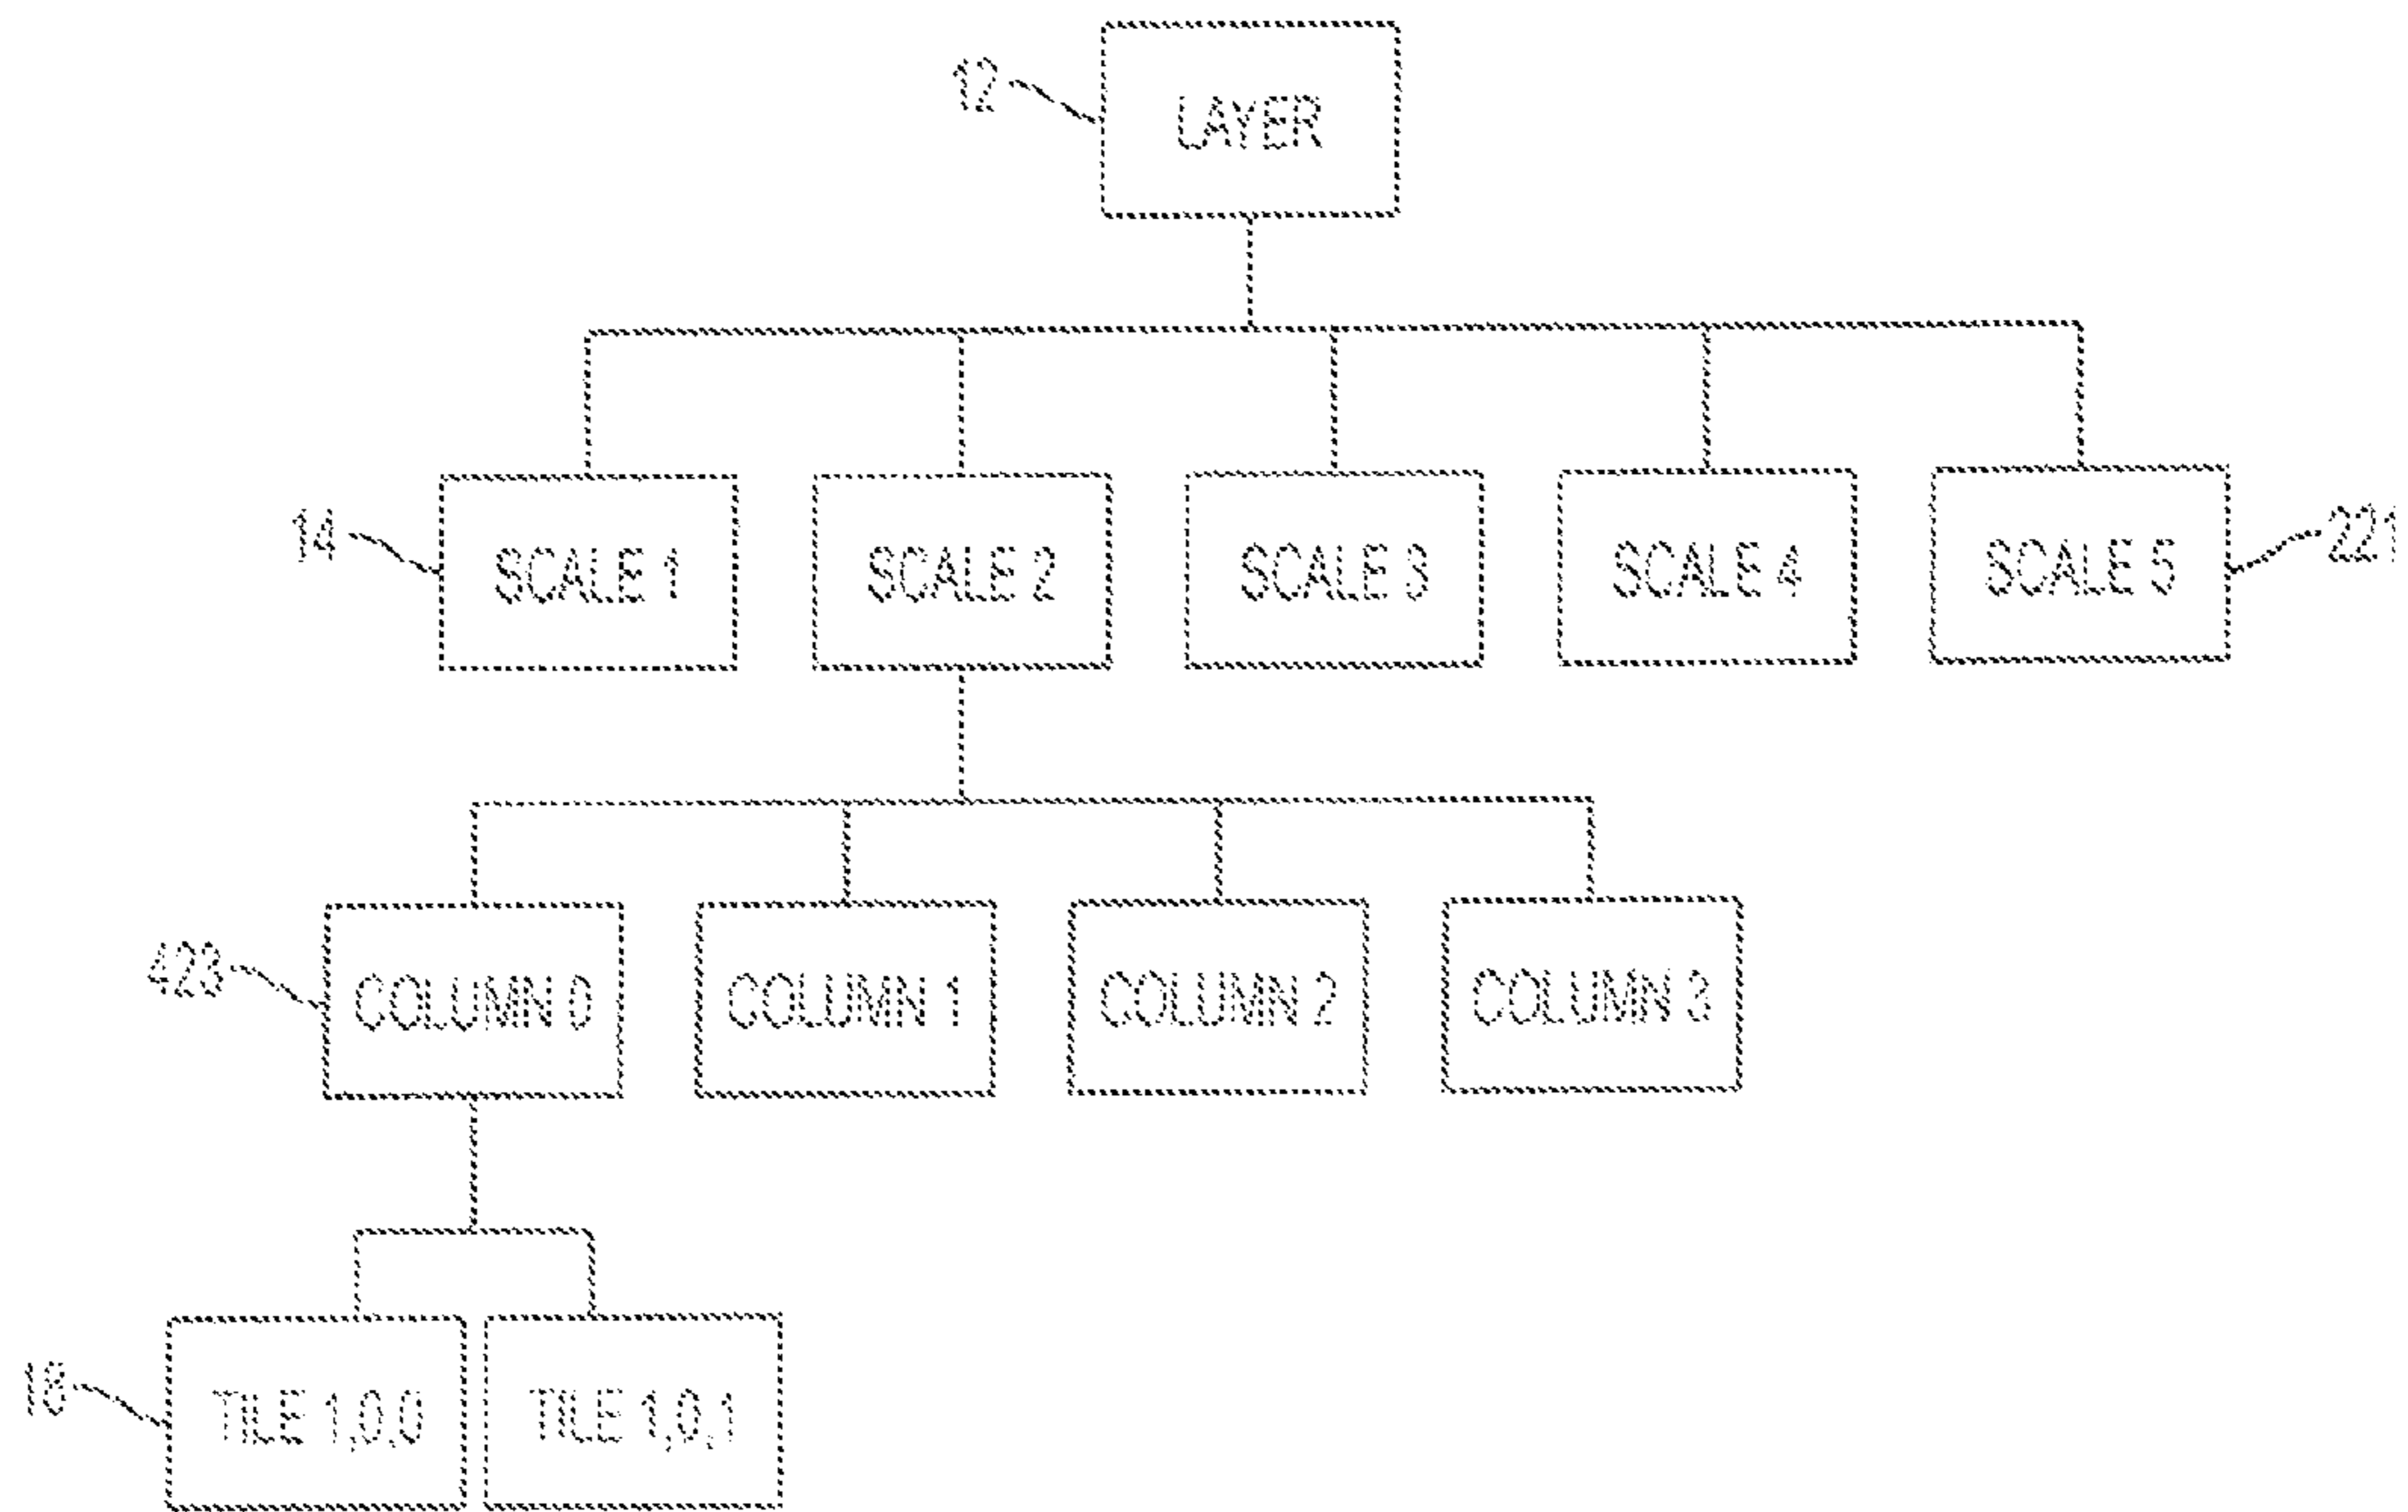 12
LAYER
14
SCALE 1
SCALE 2
SCALE 3
SCALE 4
SCALE 5
221
423
COLUMN 0
COLUMN 1
COLUMN 2
COLUMN 3
18
TILE 1,0,0
TILE 1,0,1